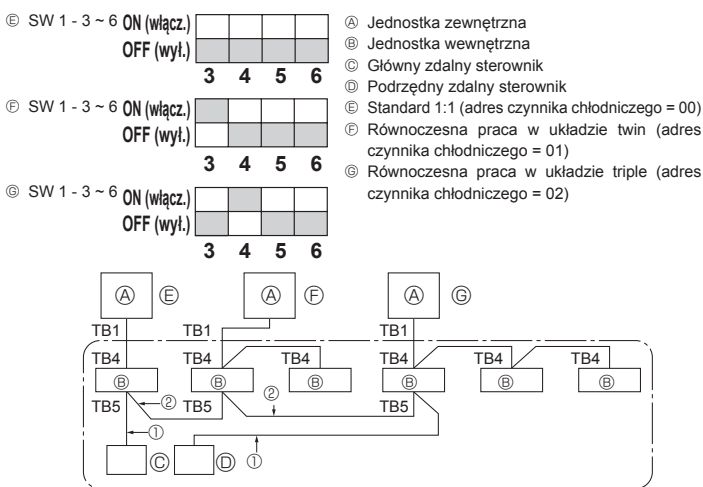 Ⓔ SW 1 - 3 ~ 6 ON (włącz.)
OFF (wył.)
3 4 5 6
Ⓕ SW 1 - 3 ~ 6 ON (włącz.)
OFF (wył.)
3 4 5 6
Ⓖ SW 1 - 3 ~ 6 ON (włącz.)
OFF (wył.)
3 4 5 6
Ⓐ Jednostka zewnętrzna
Ⓑ Jednostka wewnętrzna
Ⓒ Główny zdalny sterownik
Ⓓ Podrzędny zdalny sterownik
Ⓔ Standard 1:1 (adres czynnika chłodniczego = 00)
Ⓕ Równoczesna praca w układzie twin (adres
czynnika chłodniczego = 01)
Ⓖ Równoczesna praca w układzie triple (adres
czynnika chłodniczego = 02)
Ⓐ Ⓔ Ⓐ Ⓕ Ⓐ Ⓖ
TB1 TB1 TB1
TB4 TB4 TB4 TB4 TB4 TB4
Ⓑ Ⓑ Ⓑ Ⓑ Ⓑ Ⓑ
TB5 ② TB5 ② TB5
① ①
Ⓒ Ⓓ